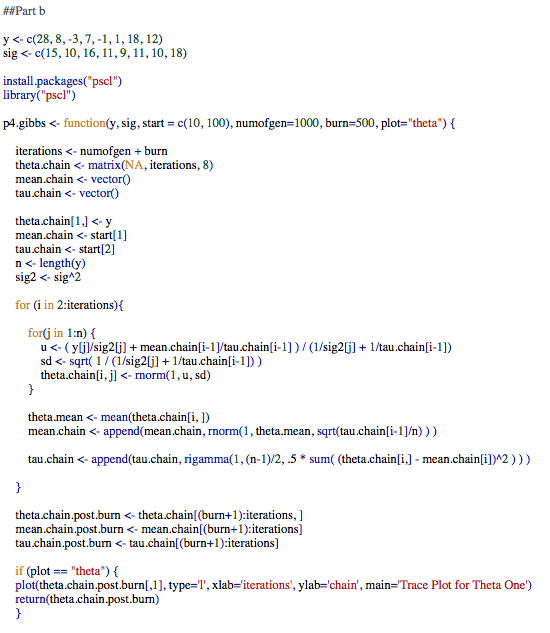 ##Part b
y <- c(28, 8, -3, 7, -1, 1, 18, 12)
sig <- c(15, 10, 16, 11, 9, 11, 10, 18)
install.packages("pscl")
library("pscl")
p4.gibbs <- function(y, sig, start = c(10, 100), numofgen=1000, burn=500, plot="theta") {
iterations <- numofgen + burn
theta.chain <- matrix(NA, iterations, 8)
mean.chain <- vector()
tau.chain <- vector()
theta.chain[1,] <- y
mean.chain <- start[1]
tau.chain <- start[2]
n <- length(y)
sig2 <- sig^2
for (i in 2:iterations){
for(j in 1:n) {
u <- ( y[j]/sig2[j] + mean.chain[i-1]/tau.chain[i-1] ) / (1/sig2[j] + 1/tau.chain[i-1])
sd <- sqrt( 1 / (1/sig2[j] + 1/tau.chain[i-1]) )
theta.chain[i, j] <- rnorm(1, u, sd)
}
theta.mean <- mean(theta.chain[i, ])
mean.chain <- append(mean.chain, rnorm(1, theta.mean, sqrt(tau.chain[i-1]/n) ) )
tau.chain <- append(tau.chain, rigamma(1, (n-1)/2, .5 * sum( (theta.chain[i,] - mean.chain[i])^2 ) ) )
}
theta.chain.post.burn <- theta.chain[(burn+1):iterations, ]
mean.chain.post.burn <- mean.chain[(burn+1):iterations]
tau.chain.post.burn <- tau.chain[(burn+1):iterations]
if (plot == "theta") {
plot(theta.chain.post.burn[,1], type='l', xlab='iterations', ylab='chain', main='Trace Plot for Theta One')
return(theta.chain.post.burn)
}